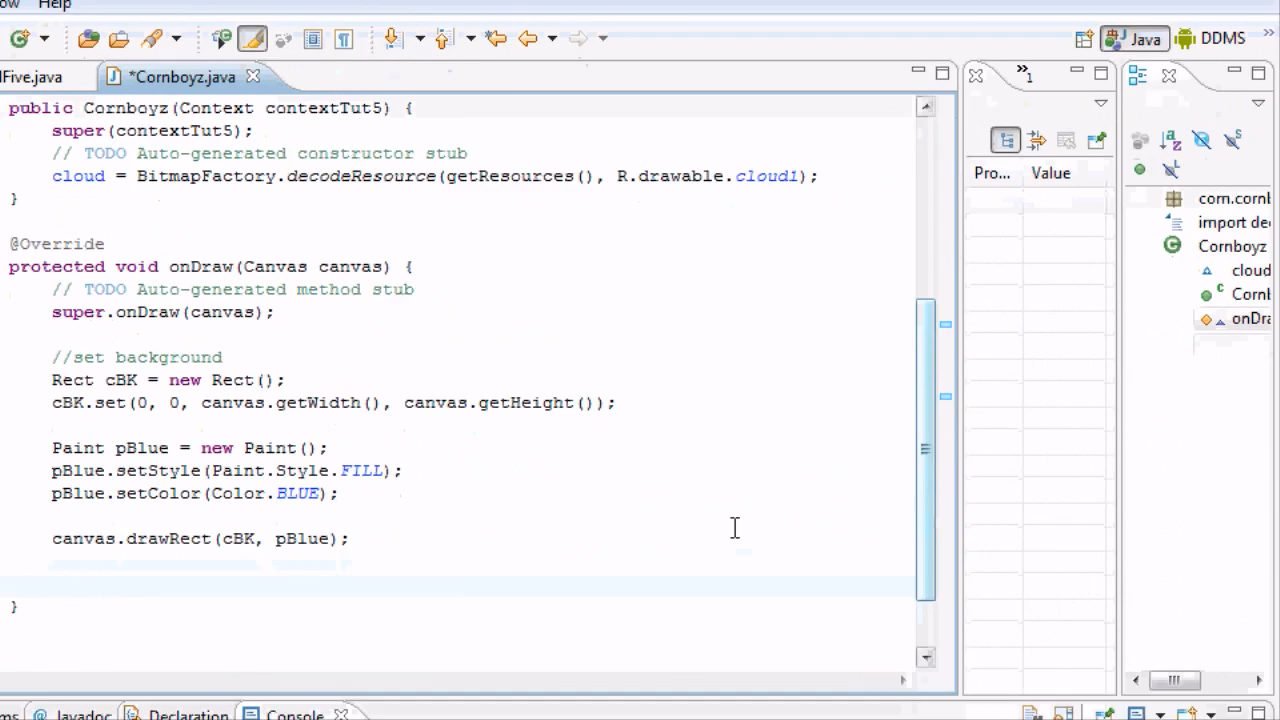 ow Help
Java DDMS
lFive.java *Cornboyz.java
1
public Cornboyz(Context contextTut5) {
super(contextTut5);
// TODO Auto-generated constructor stub
cloud = BitmapFactory.decodeResource(getResources(), R.drawable.cloud1);
}
@Override
protected void onDraw(Canvas canvas) {
// TODO Auto-generated method stub
super.onDraw(canvas);
//set background
Rect cBK = new Rect();
cBK.set(0, 0, canvas.getWidth(), canvas.getHeight());
Paint pBlue = new Paint();
pBlue.setStyle(Paint.Style.FILL);
pBlue.setColor(Color.BLUE);
canvas.drawRect(cBK, pBlue);
}
Pro... Value
com.cornb
import de
Cornboyz
cloud
Cornl
onDra
ms @ Javadoc Declaration Console